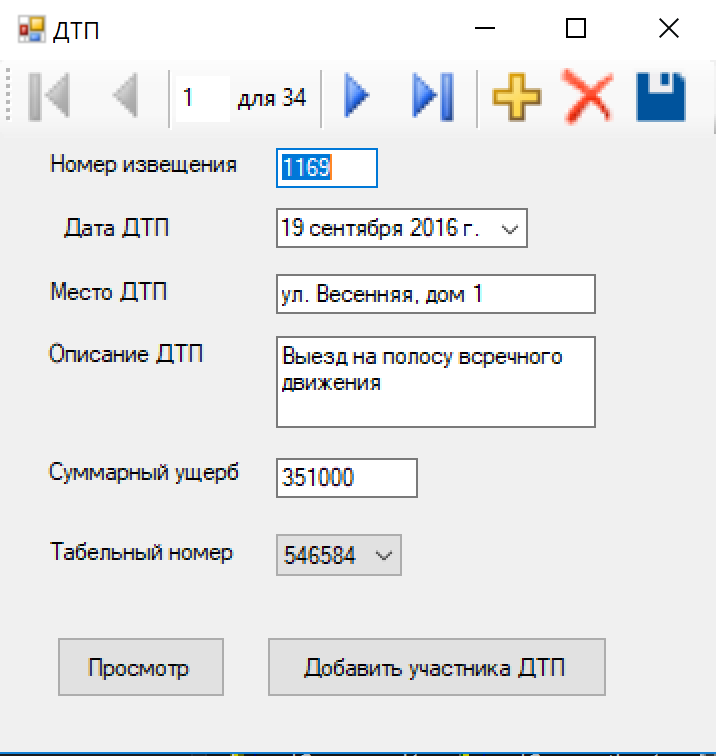 ДТП
1 для 34
Номер извещения 1169
Дата ДТП 19 сентября 2016 г.
Место ДТП ул. Весенняя, дом 1
Описание ДТП Выезд на полосу всречного
движения
Суммарный ущерб 351000
Табельный номер 546584
Просмотр Добавить участника ДТП